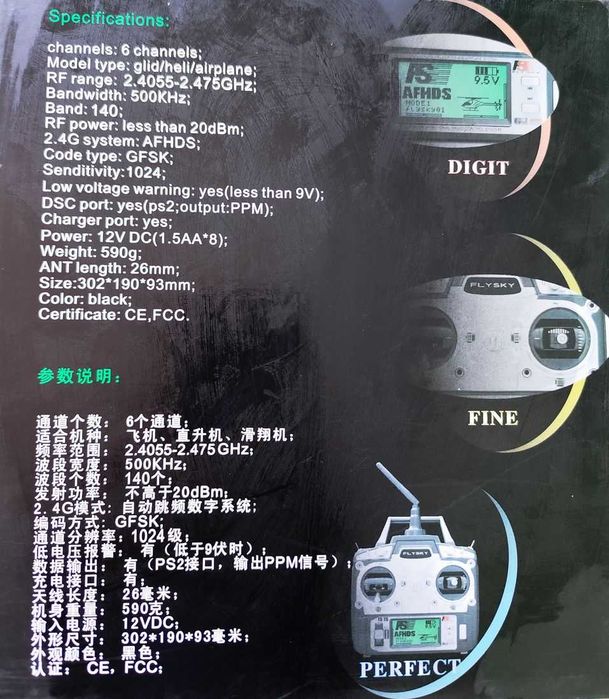 Specifications:
channels: 6 channels;
Model type: glid/heli/airplane;
RF range: 2.4055-2.475GHz;
Bandwidth: 500KHz;
Band: 140;
RF power: less than 20dBm;
2.4G system: AFHDS;
Code type: GFSK;
Senditivity:1024;
Low voltage warning: yes(less than 9V);
DSC port: yes(ps2;output:PPM);
Charger port: yes;
Power: 12V DC(1.5AA*8);
Weight: 590g;
ANT length: 26mm;
Size:302*190*93mm;
Color: black;
Certificate: CE,FCC.
FS
9.5V
AFHDS
MODE1
FLYSKY01
DIGIT
FLYSKY
FINE
参数说明：
通道个数： 6个通道；
适合机种： 飞机、直升机、滑翔机；
频率范围： 2.4055-2.475GHz；
波段宽度： 500KHz；
波段个数： 140个；
发射功率： 不高于20dBm；
2. 4G模式：自动跳频数字系统；
编码方式：GFSK；
通道分辨率：1024级；
低电压报警： 有（低于9伏时）；
数据输出： 有（PS2接口，输出PPM信号）；
充电接口： 有；
天线长度： 26毫米；
机身重量： 590克；
输入电源： 12VDC；
外形尺寸： 302*190*93毫米；
外观颜色： 黑色；
认证： CE，FCC；
FLYSKY
FS
AFHDS
PERFECT